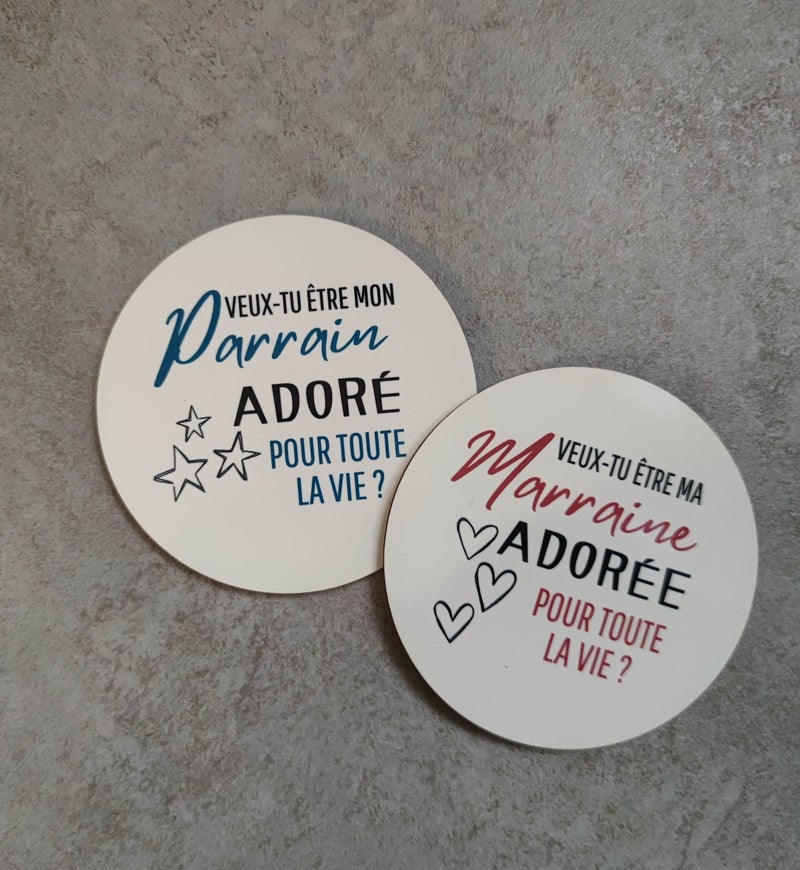 VEUX-TU ÊTRE MON
Parrain
ADORÉ
POUR TOUTE
LA VIE ?
VEUX-TU ÊTRE MA
Marraine
ADORÉE
POUR TOUTE
LA VIE ?